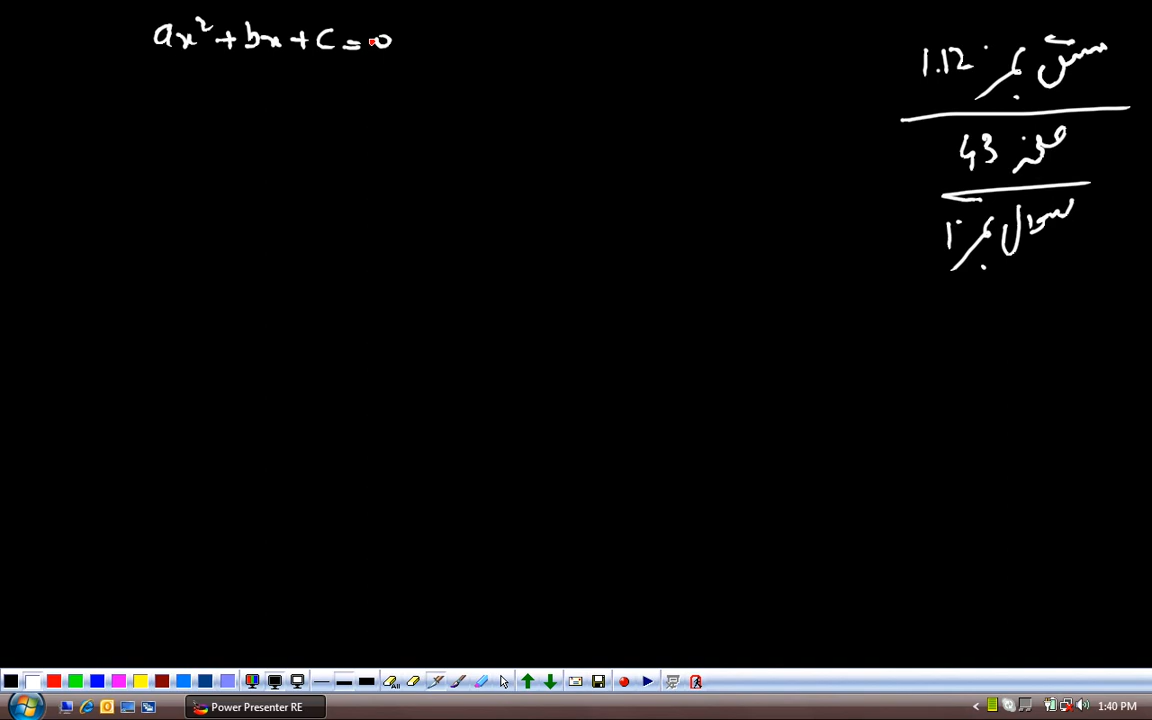 ax² + bx + c = 0
مشق نمبر 1.12
صفحہ 43
سوال نمبر 1
Power Presenter RE
1:40 PM